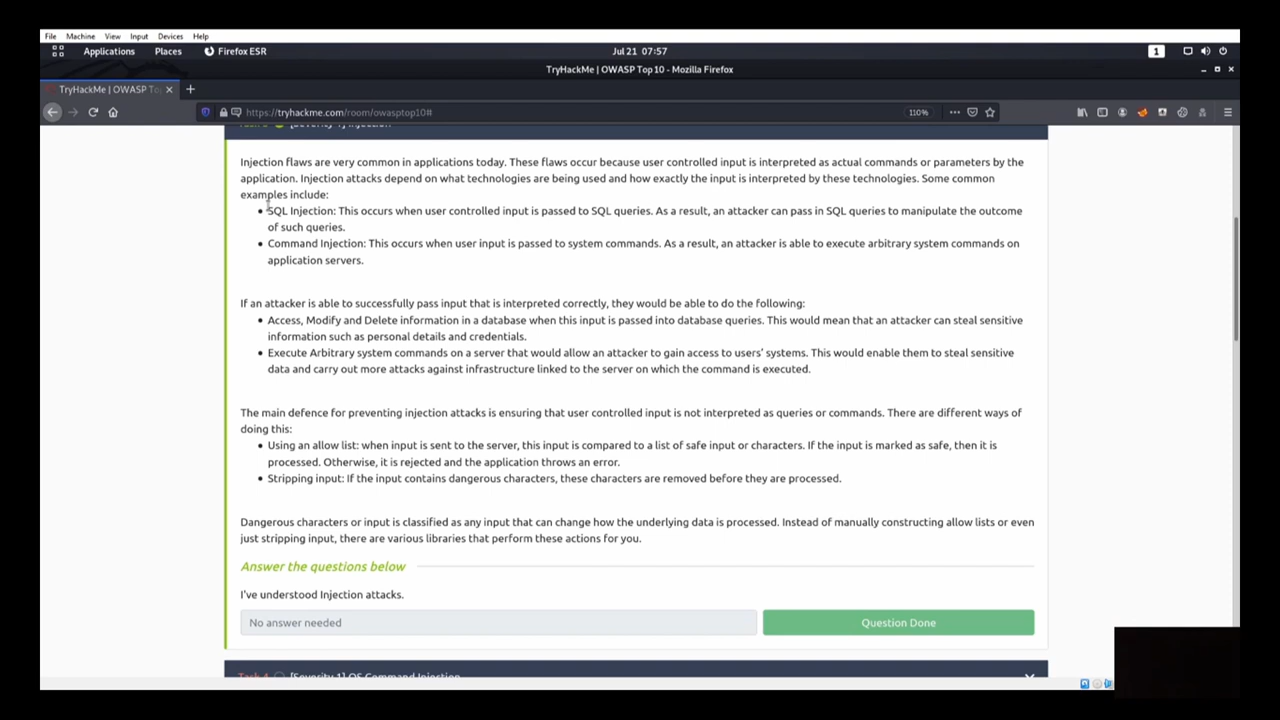 File Machine View Input Devices Help
Applications Places Firefox ESR Jul 21 07:57 1
TryHackMe | OWASP Top 10 - Mozilla Firefox
TryHackMe | OWASP To
https://tryhackme.com/room/owasptop10# 110%
[Severity 1] Injection
Injection flaws are very common in applications today. These flaws occur because user controlled input is interpreted as actual commands or parameters by the
application. Injection attacks depend on what technologies are being used and how exactly the input is interpreted by these technologies. Some common
examples include:
• SQL Injection: This occurs when user controlled input is passed to SQL queries. As a result, an attacker can pass in SQL queries to manipulate the outcome
of such queries.
• Command Injection: This occurs when user input is passed to system commands. As a result, an attacker is able to execute arbitrary system commands on
application servers.
If an attacker is able to successfully pass input that is interpreted correctly, they would be able to do the following:
• Access, Modify and Delete information in a database when this input is passed into database queries. This would mean that an attacker can steal sensitive
information such as personal details and credentials.
• Execute Arbitrary system commands on a server that would allow an attacker to gain access to users' systems. This would enable them to steal sensitive
data and carry out more attacks against infrastructure linked to the server on which the command is executed.
The main defence for preventing injection attacks is ensuring that user controlled input is not interpreted as queries or commands. There are different ways of
doing this:
• Using an allow list: when input is sent to the server, this input is compared to a list of safe input or characters. If the input is marked as safe, then it is
processed. Otherwise, it is rejected and the application throws an error.
• Stripping input: If the input contains dangerous characters, these characters are removed before they are processed.
Dangerous characters or input is classified as any input that can change how the underlying data is processed. Instead of manually constructing allow lists or even
just stripping input, there are various libraries that perform these actions for you.
Answer the questions below
I've understood Injection attacks.
No answer needed Question Done
Task 4 [Severity 1] OS Command Injection